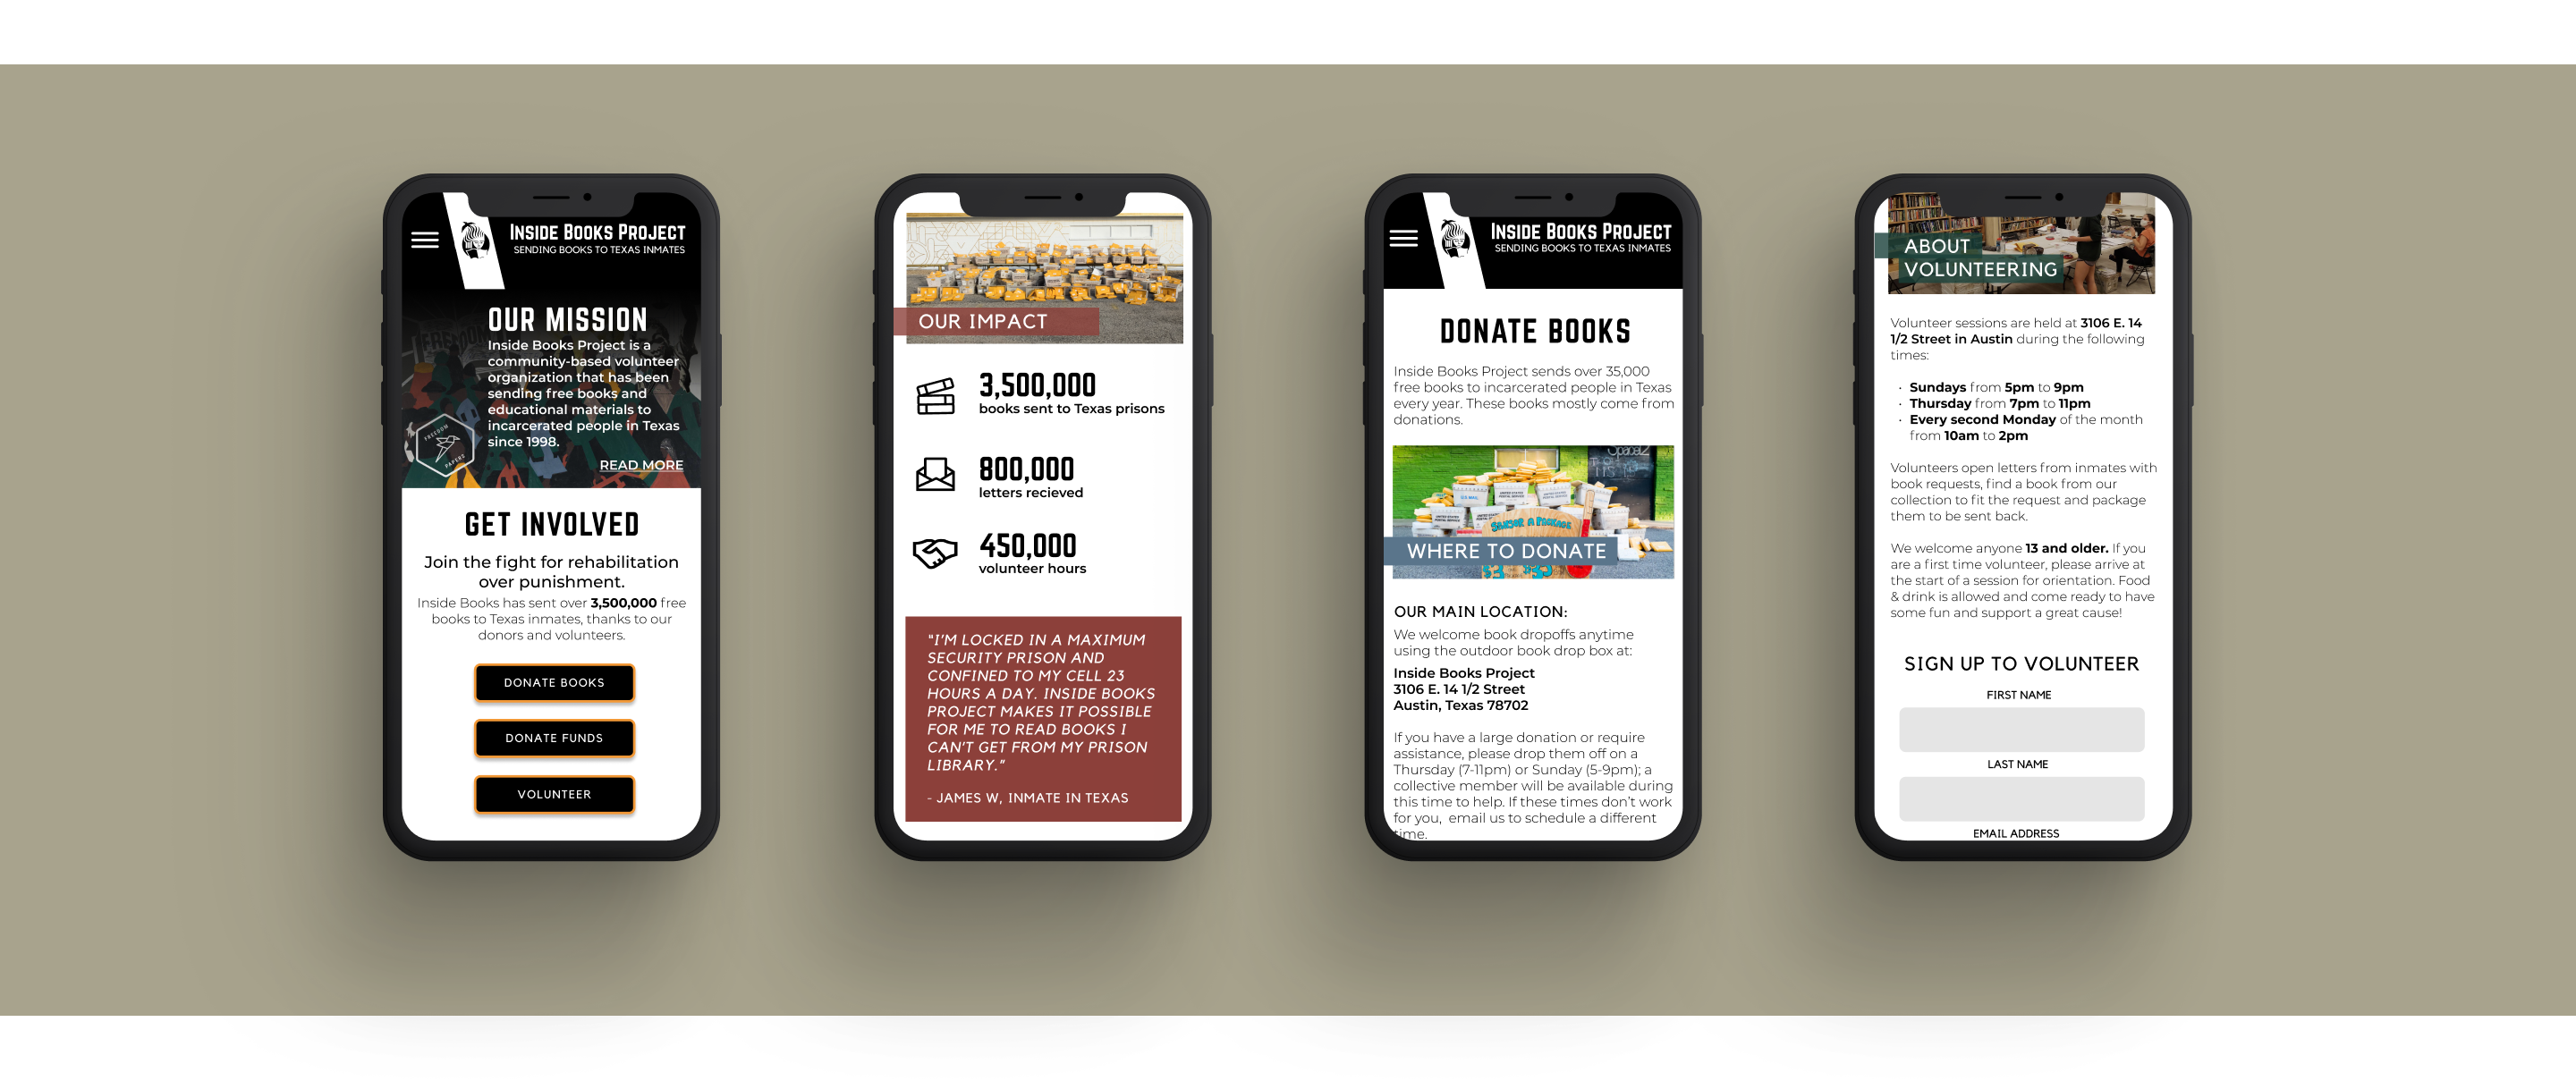 INSIDE BOOKS PROJECT
SENDING BOOKS TO TEXAS INMATES
OUR MISSION
Inside Books Project is a
community-based volunteer
organization that has been
sending free books and
educational materials to
incarcerated people in Texas
since 1998.
FREEDOM
PAPERS
READ MORE
GET INVOLVED
Join the fight for rehabilitation
over punishment.
Inside Books has sent over 3,500,000 free
books to Texas inmates, thanks to our
donors and volunteers.
DONATE BOOKS
DONATE FUNDS
VOLUNTEER
OUR IMPACT
3,500,000
books sent to Texas prisons
800,000
letters recieved
450,000
volunteer hours
"I'M LOCKED IN A MAXIMUM
SECURITY PRISON AND
CONFINED TO MY CELL 23
HOURS A DAY. INSIDE BOOKS
PROJECT MAKES IT POSSIBLE
FOR ME TO READ BOOKS I
CAN'T GET FROM MY PRISON
LIBRARY."
- JAMES W, INMATE IN TEXAS
INSIDE BOOKS PROJECT
SENDING BOOKS TO TEXAS INMATES
DONATE BOOKS
Inside Books Project sends over 35,000
free books to incarcerated people in Texas
every year. These books mostly come from
donations.
SPONSOR A PACKAGE
WHERE TO DONATE
OUR MAIN LOCATION:
We welcome book dropoffs anytime
using the outdoor book drop box at:
Inside Books Project
3106 E. 14 1/2 Street
Austin, Texas 78702
If you have a large donation or require
assistance, please drop them off on a
Thursday (7-11pm) or Sunday (5-9pm); a
collective member will be available during
this time to help. If these times don't work
for you,  email us to schedule a different
time.
ABOUT
VOLUNTEERING
Volunteer sessions are held at 3106 E. 14
1/2 Street in Austin during the following
times:
· Sundays from 5pm to 9pm
· Thursday from 7pm to 11pm
· Every second Monday of the month
from 10am to 2pm
Volunteers open letters from inmates with
book requests, find a book from our
collection to fit the request and package
them to be sent back.
We welcome anyone 13 and older. If you
are a first time volunteer, please arrive at
the start of a session for orientation. Food
& drink is allowed and come ready to have
some fun and support a great cause!
SIGN UP TO VOLUNTEER
FIRST NAME
LAST NAME
EMAIL ADDRESS